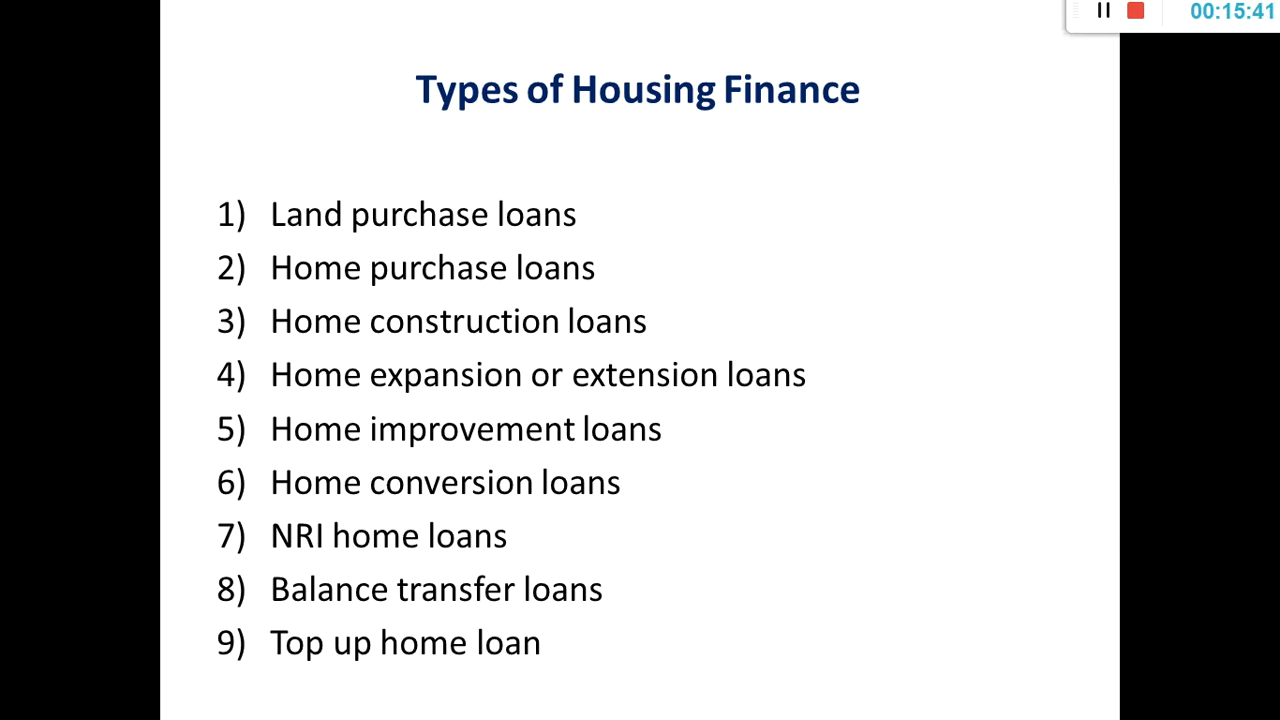 00:15:41
Types of Housing Finance
1) Land purchase loans
2) Home purchase loans
3) Home construction loans
4) Home expansion or extension loans
5) Home improvement loans
6) Home conversion loans
7) NRI home loans
8) Balance transfer loans
9) Top up home loan